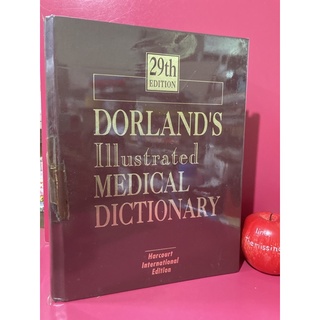 29th
EDITION
DORLAND'S
Illustrated
MEDICAL
DICTIONARY
Harcourt
International
Edition